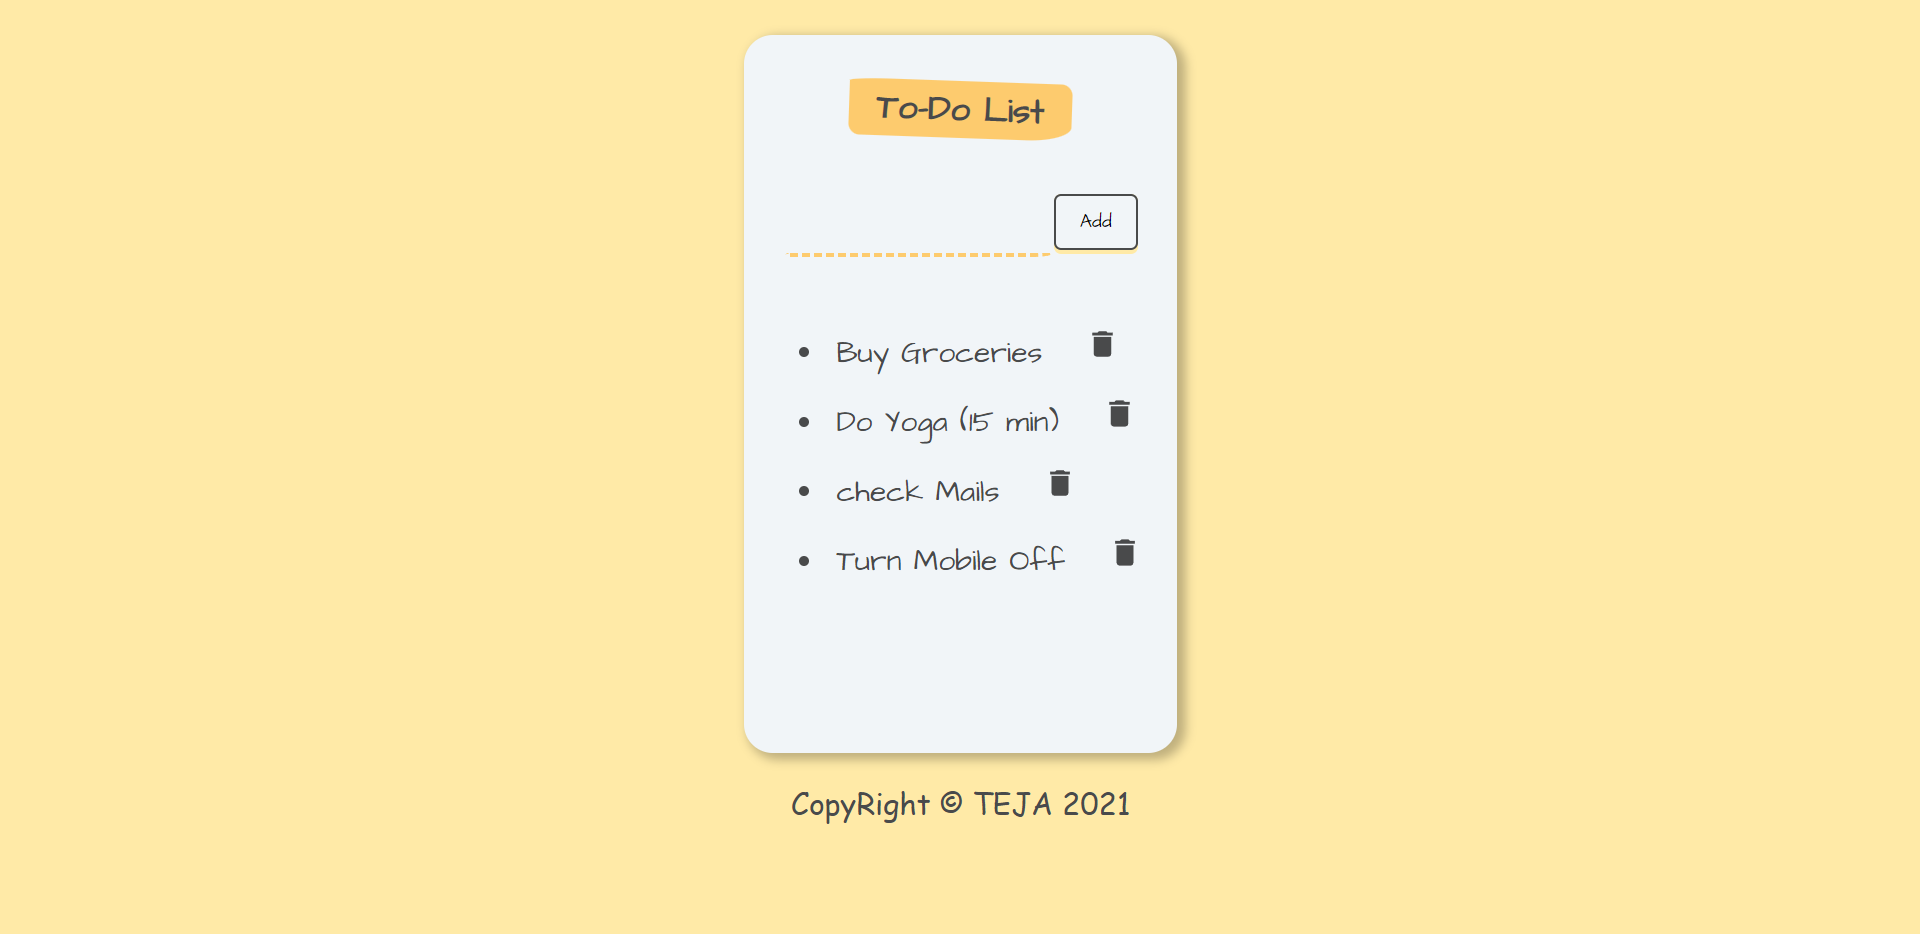 To-Do List
Add
Buy Groceries
Do Yoga (15 min)
check Mails
Turn Mobile Off
CopyRight © TEJA 2021